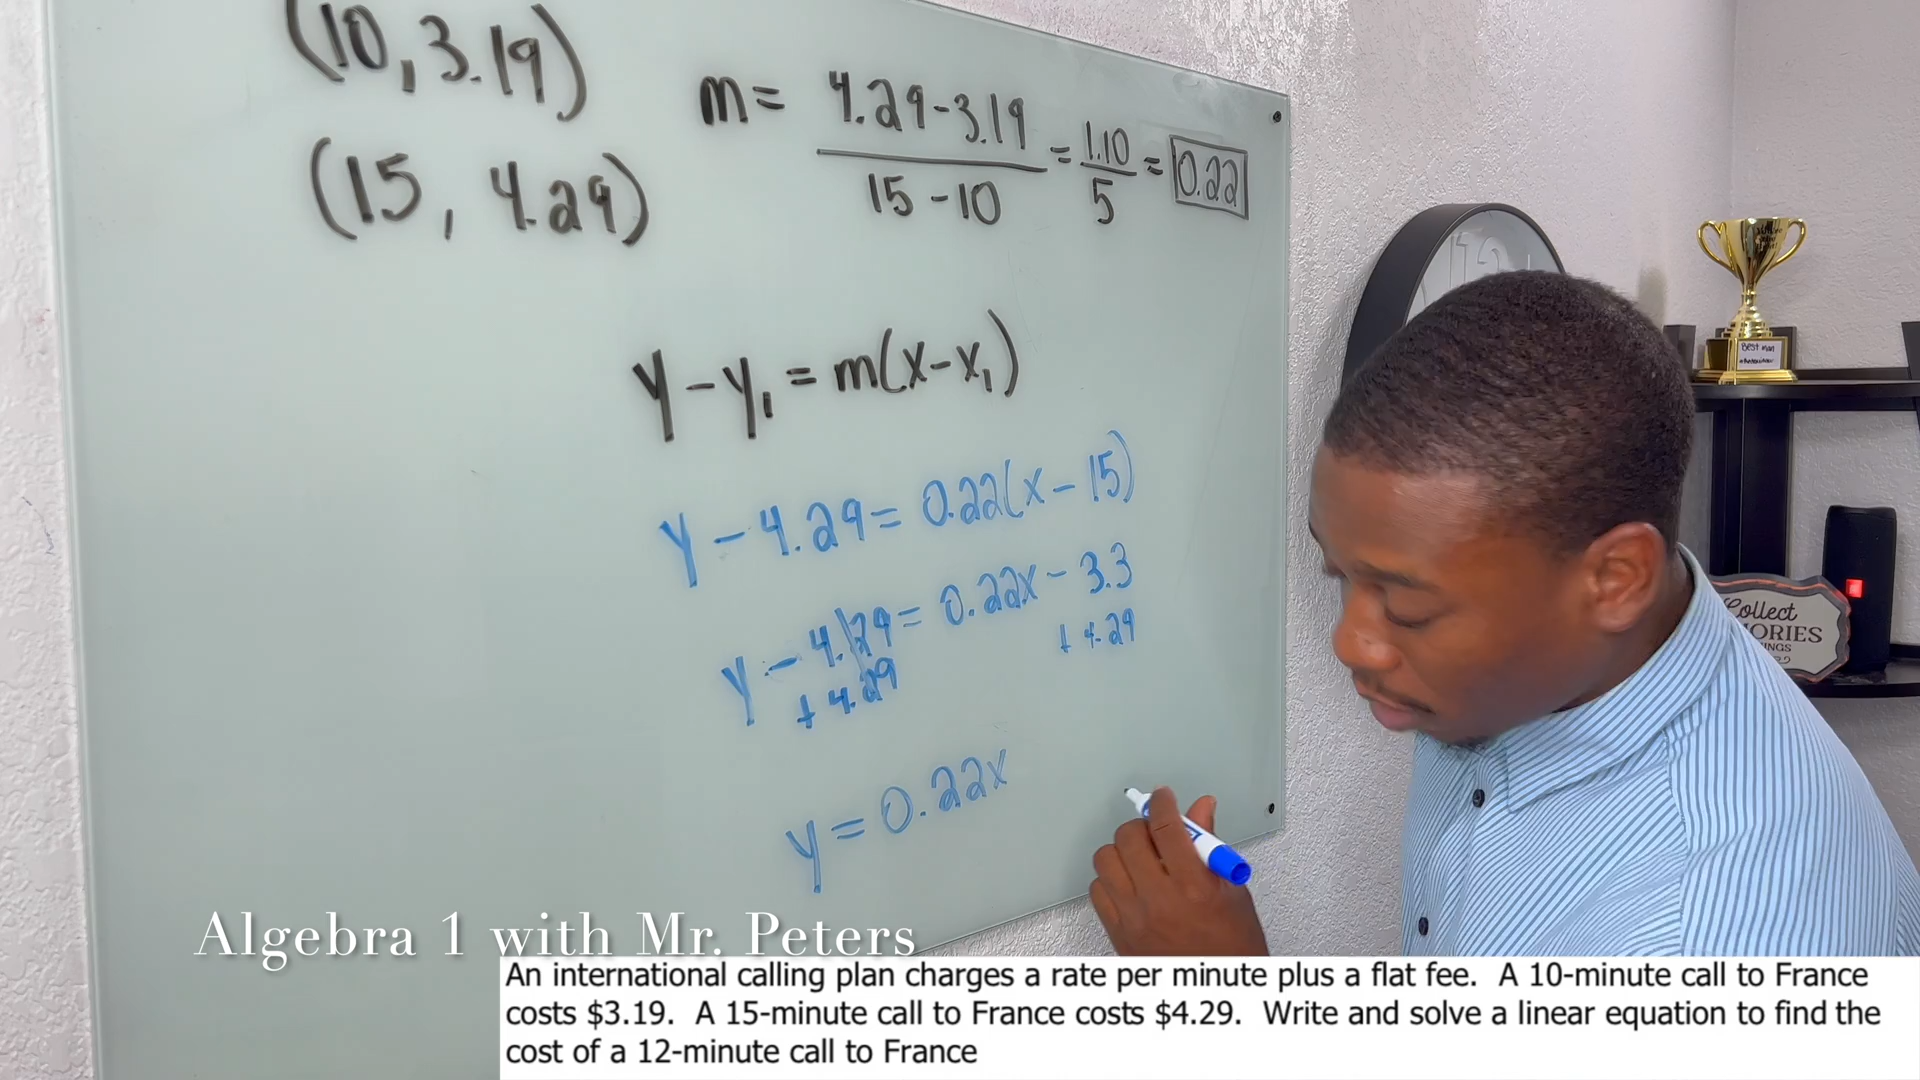 (10, 3.19)
(15, 4.29)
m = 4.29 - 3.19 / 15 - 10 = 1.10 / 5 = 0.22
y - y₁ = m(x - x₁)
y - 4.29 = 0.22(x - 15)
y - 4.29 = 0.22x - 3.3
+ 4.29 + 4.29
y = 0.22x
12
Best man
Collect
ORIES
INGS
Algebra 1 with Mr. Peters
An international calling plan charges a rate per minute plus a flat fee. A 10-minute call to France
costs $3.19. A 15-minute call to France costs $4.29. Write and solve a linear equation to find the
cost of a 12-minute call to France